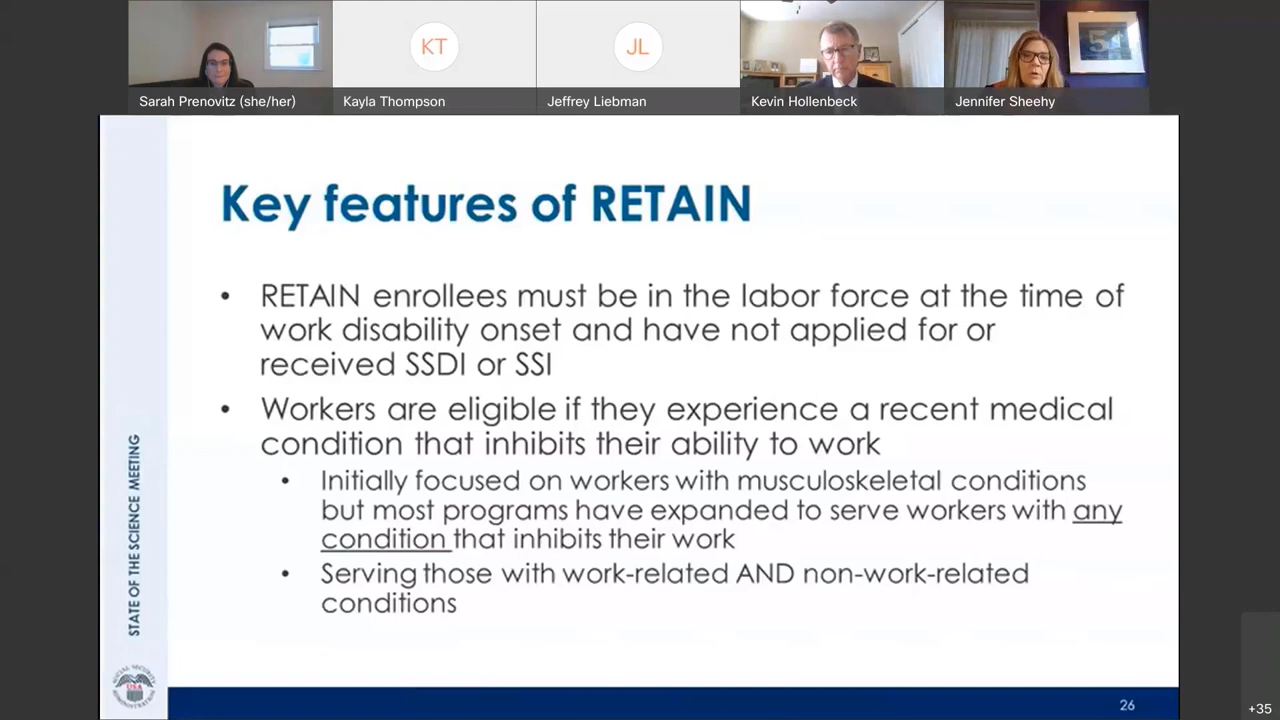 KT
JL
Sarah Prenovitz (she/her)
Kayla Thompson
Jeffrey Liebman
Kevin Hollenbeck
Jennifer Sheehy
Key features of RETAIN
• RETAIN enrollees must be in the labor force at the time of
work disability onset and have not applied for or
received SSDI or SSI
• Workers are eligible if they experience a recent medical
condition that inhibits their ability to work
• Initially focused on workers with musculoskeletal conditions
but most programs have expanded to serve workers with any
condition that inhibits their work
• Serving those with work-related AND non-work-related
conditions
STATE OF THE SCIENCE MEETING
SOCIAL SECURITY
USA
ADMINISTRATION
26
+35